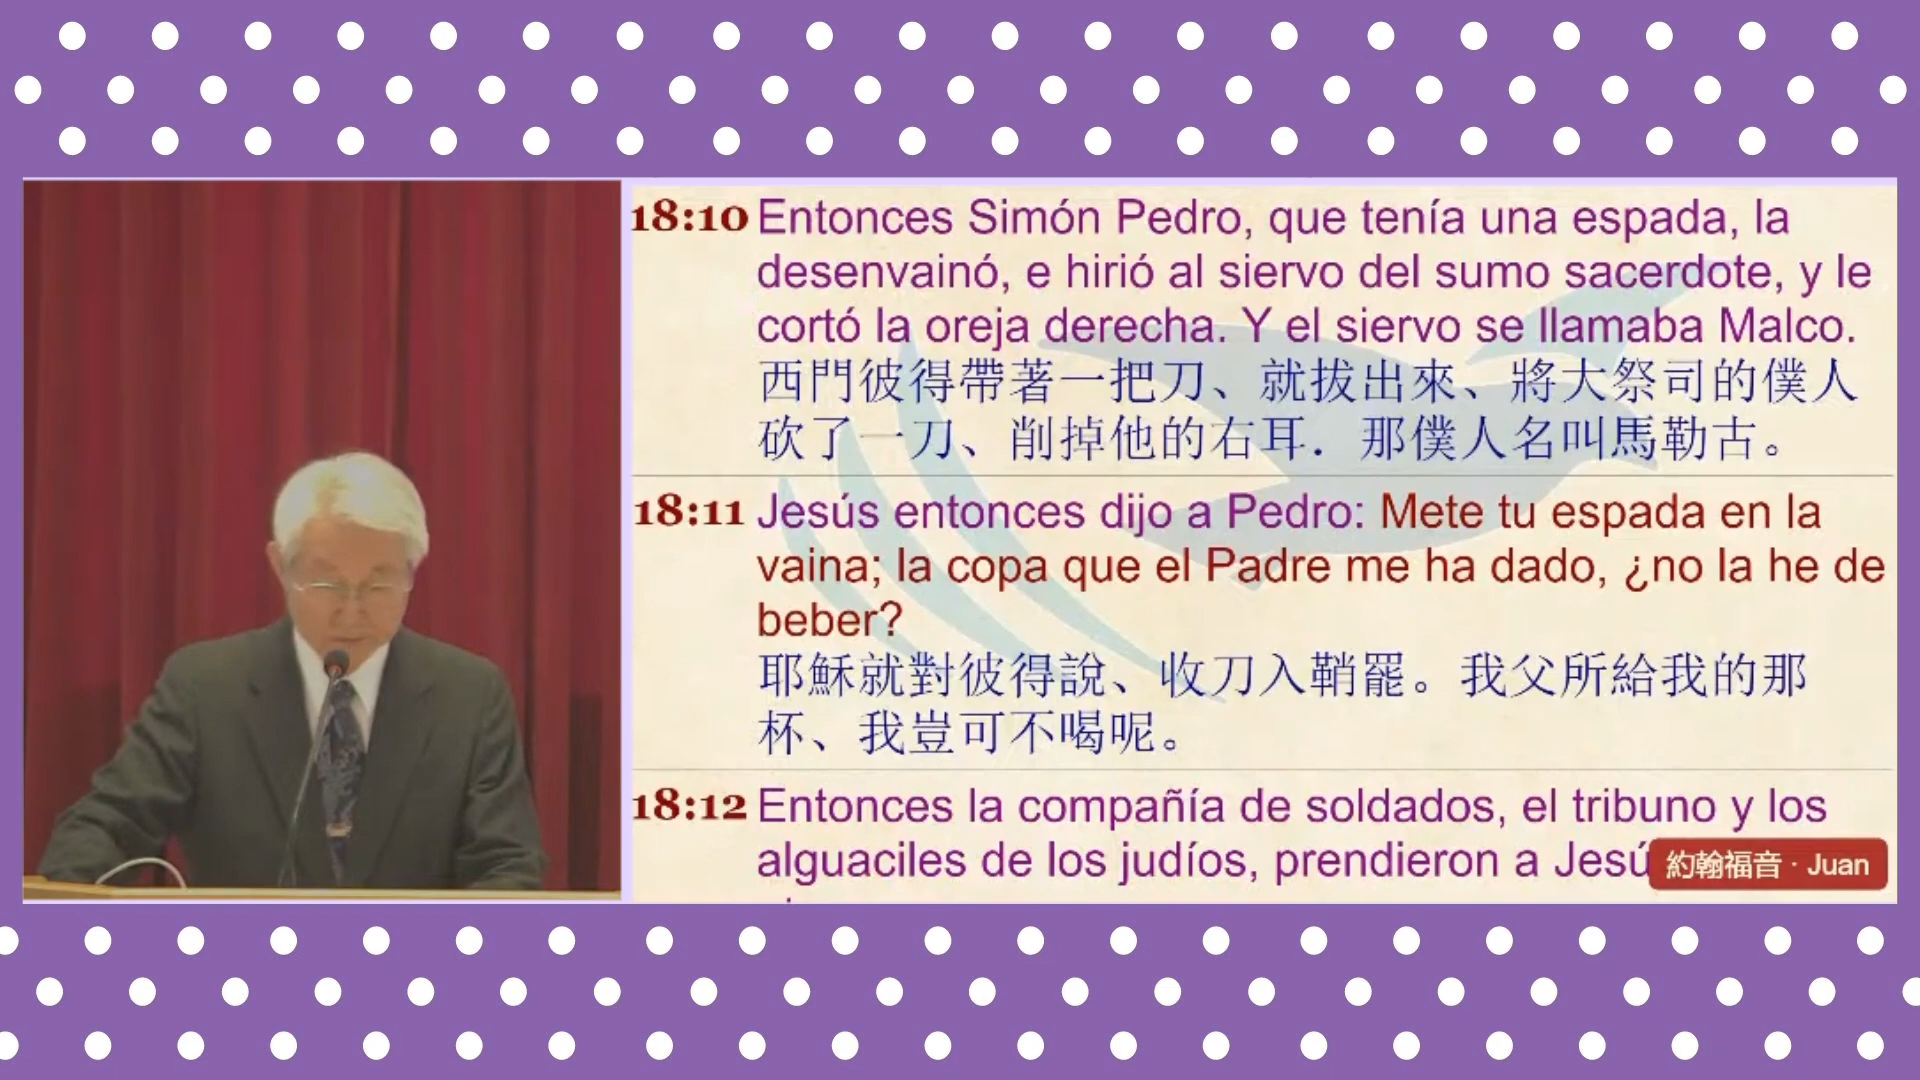 18:10 Entonces Simón Pedro, que tenía una espada, la
desenvainó, e hirió al siervo del sumo sacerdote, y le
cortó la oreja derecha. Y el siervo se llamaba Malco.
西門彼得帶著一把刀、就拔出來、將大祭司的僕人
砍了一刀、削掉他的右耳．那僕人名叫馬勒古。
18:11 Jesús entonces dijo a Pedro: Mete tu espada en la
vaina; la copa que el Padre me ha dado, ¿no la he de
beber?
耶穌就對彼得說、收刀入鞘罷。我父所給我的那
杯、我豈可不喝呢。
18:12 Entonces la compañía de soldados, el tribuno y los
alguaciles de los judíos, prendieron a Jesú
約翰福音 · Juan